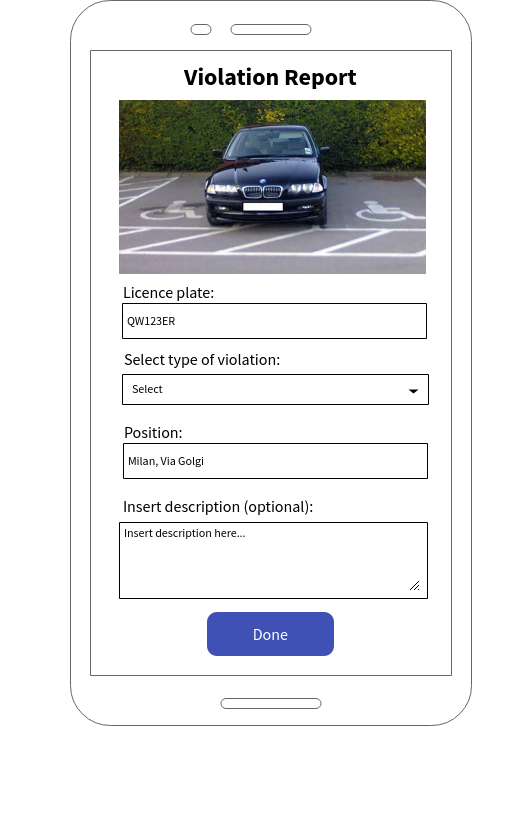 Violation Report
Licence plate:
QW123ER
Select type of violation:
Select
Position:
Milan, Via Golgi
Insert description (optional):
Insert description here...
Done